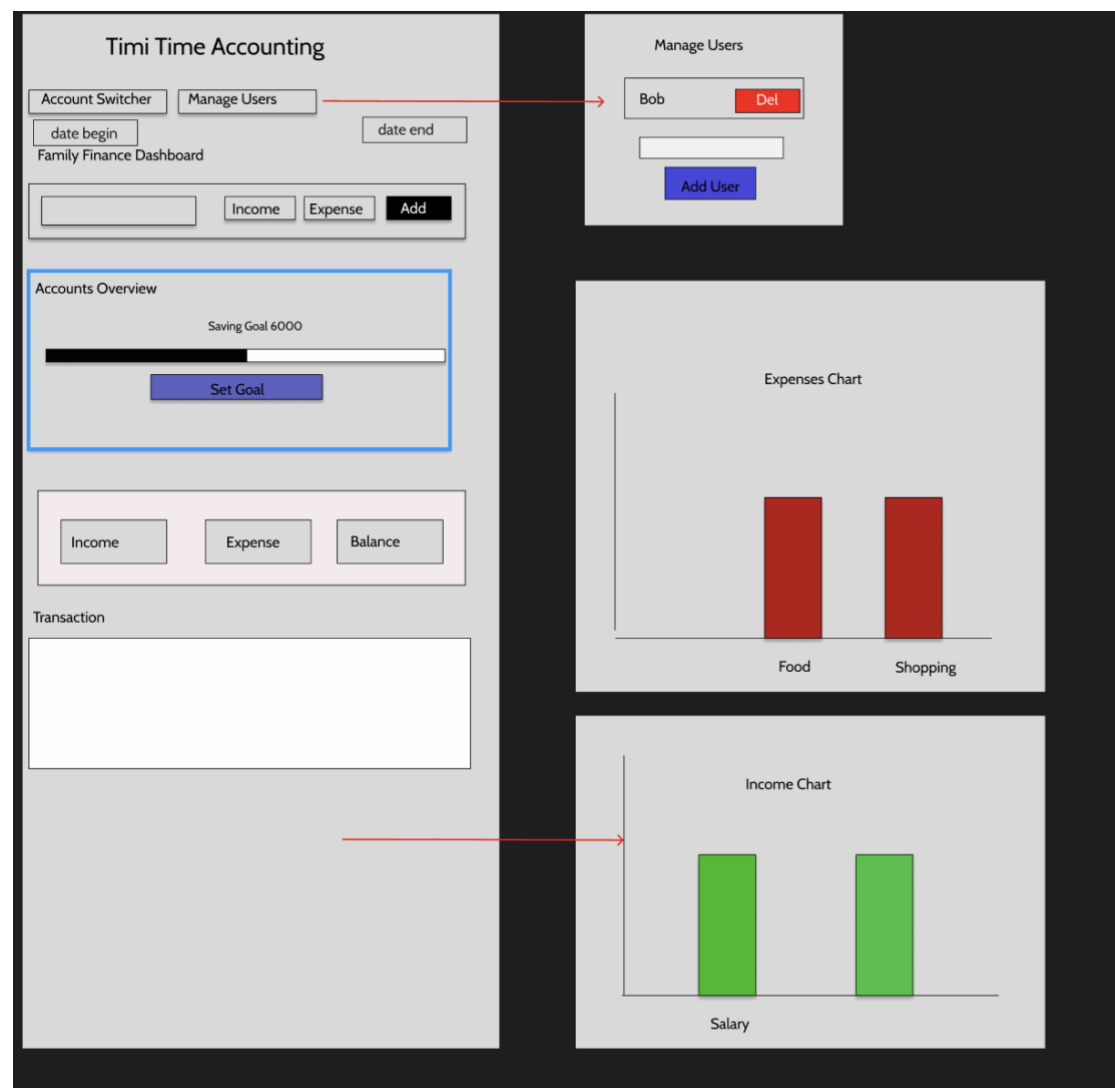 Timi Time Accounting
Account Switcher
Manage Users
date begin
date end
Family Finance Dashboard
Income
Expense
Add
Accounts Overview
Saving Goal 6000
Set Goal
Income
Expense
Balance
Transaction
Manage Users
Bob
Del
Add User
Expenses Chart
Food
Shopping
Income Chart
Salary